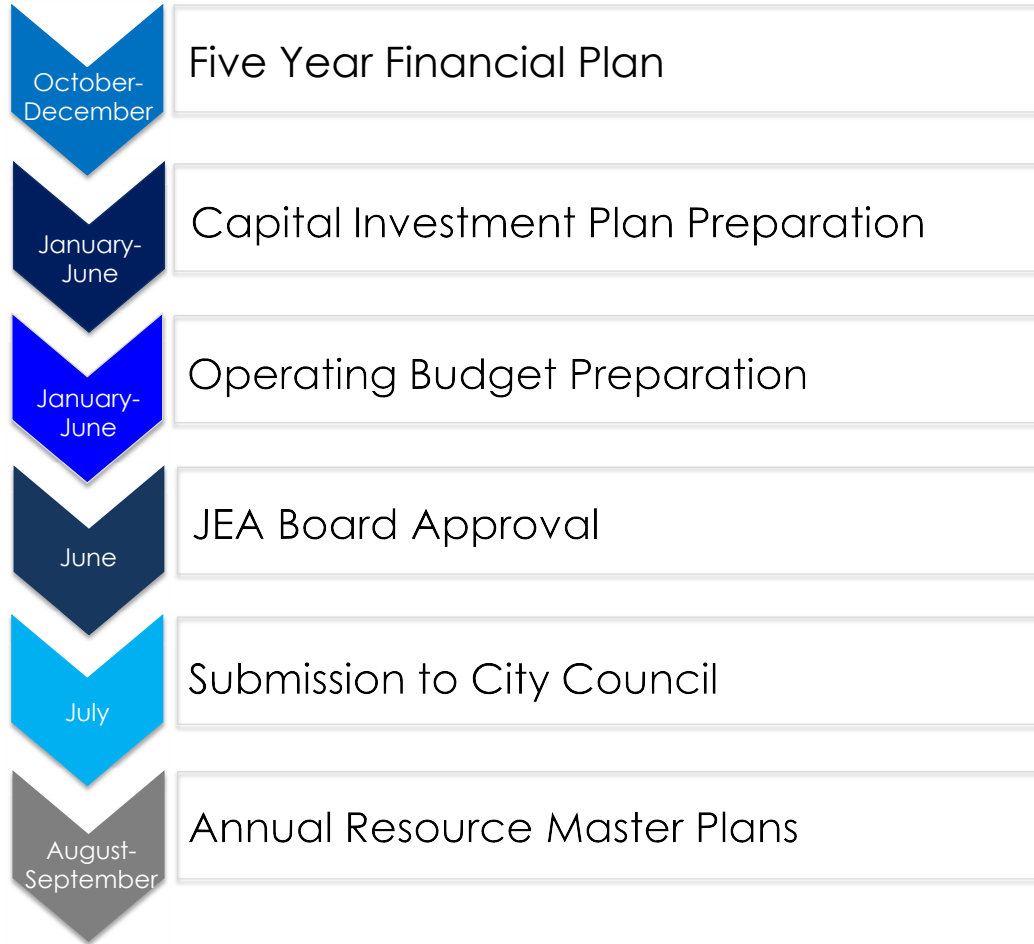 October-
December
Five Year Financial Plan
January-
June
Capital Investment Plan Preparation
January-
June
Operating Budget Preparation
June
JEA Board Approval
July
Submission to City Council
August-
September
Annual Resource Master Plans